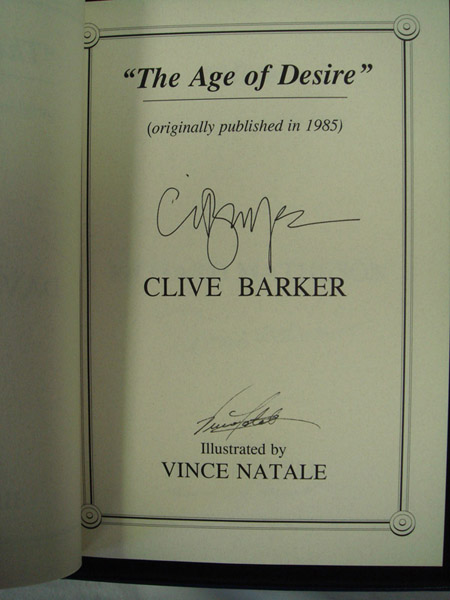 "The Age of Desire"
(originally published in 1985)
CLIVE BARKER
Illustrated by
VINCE NATALE